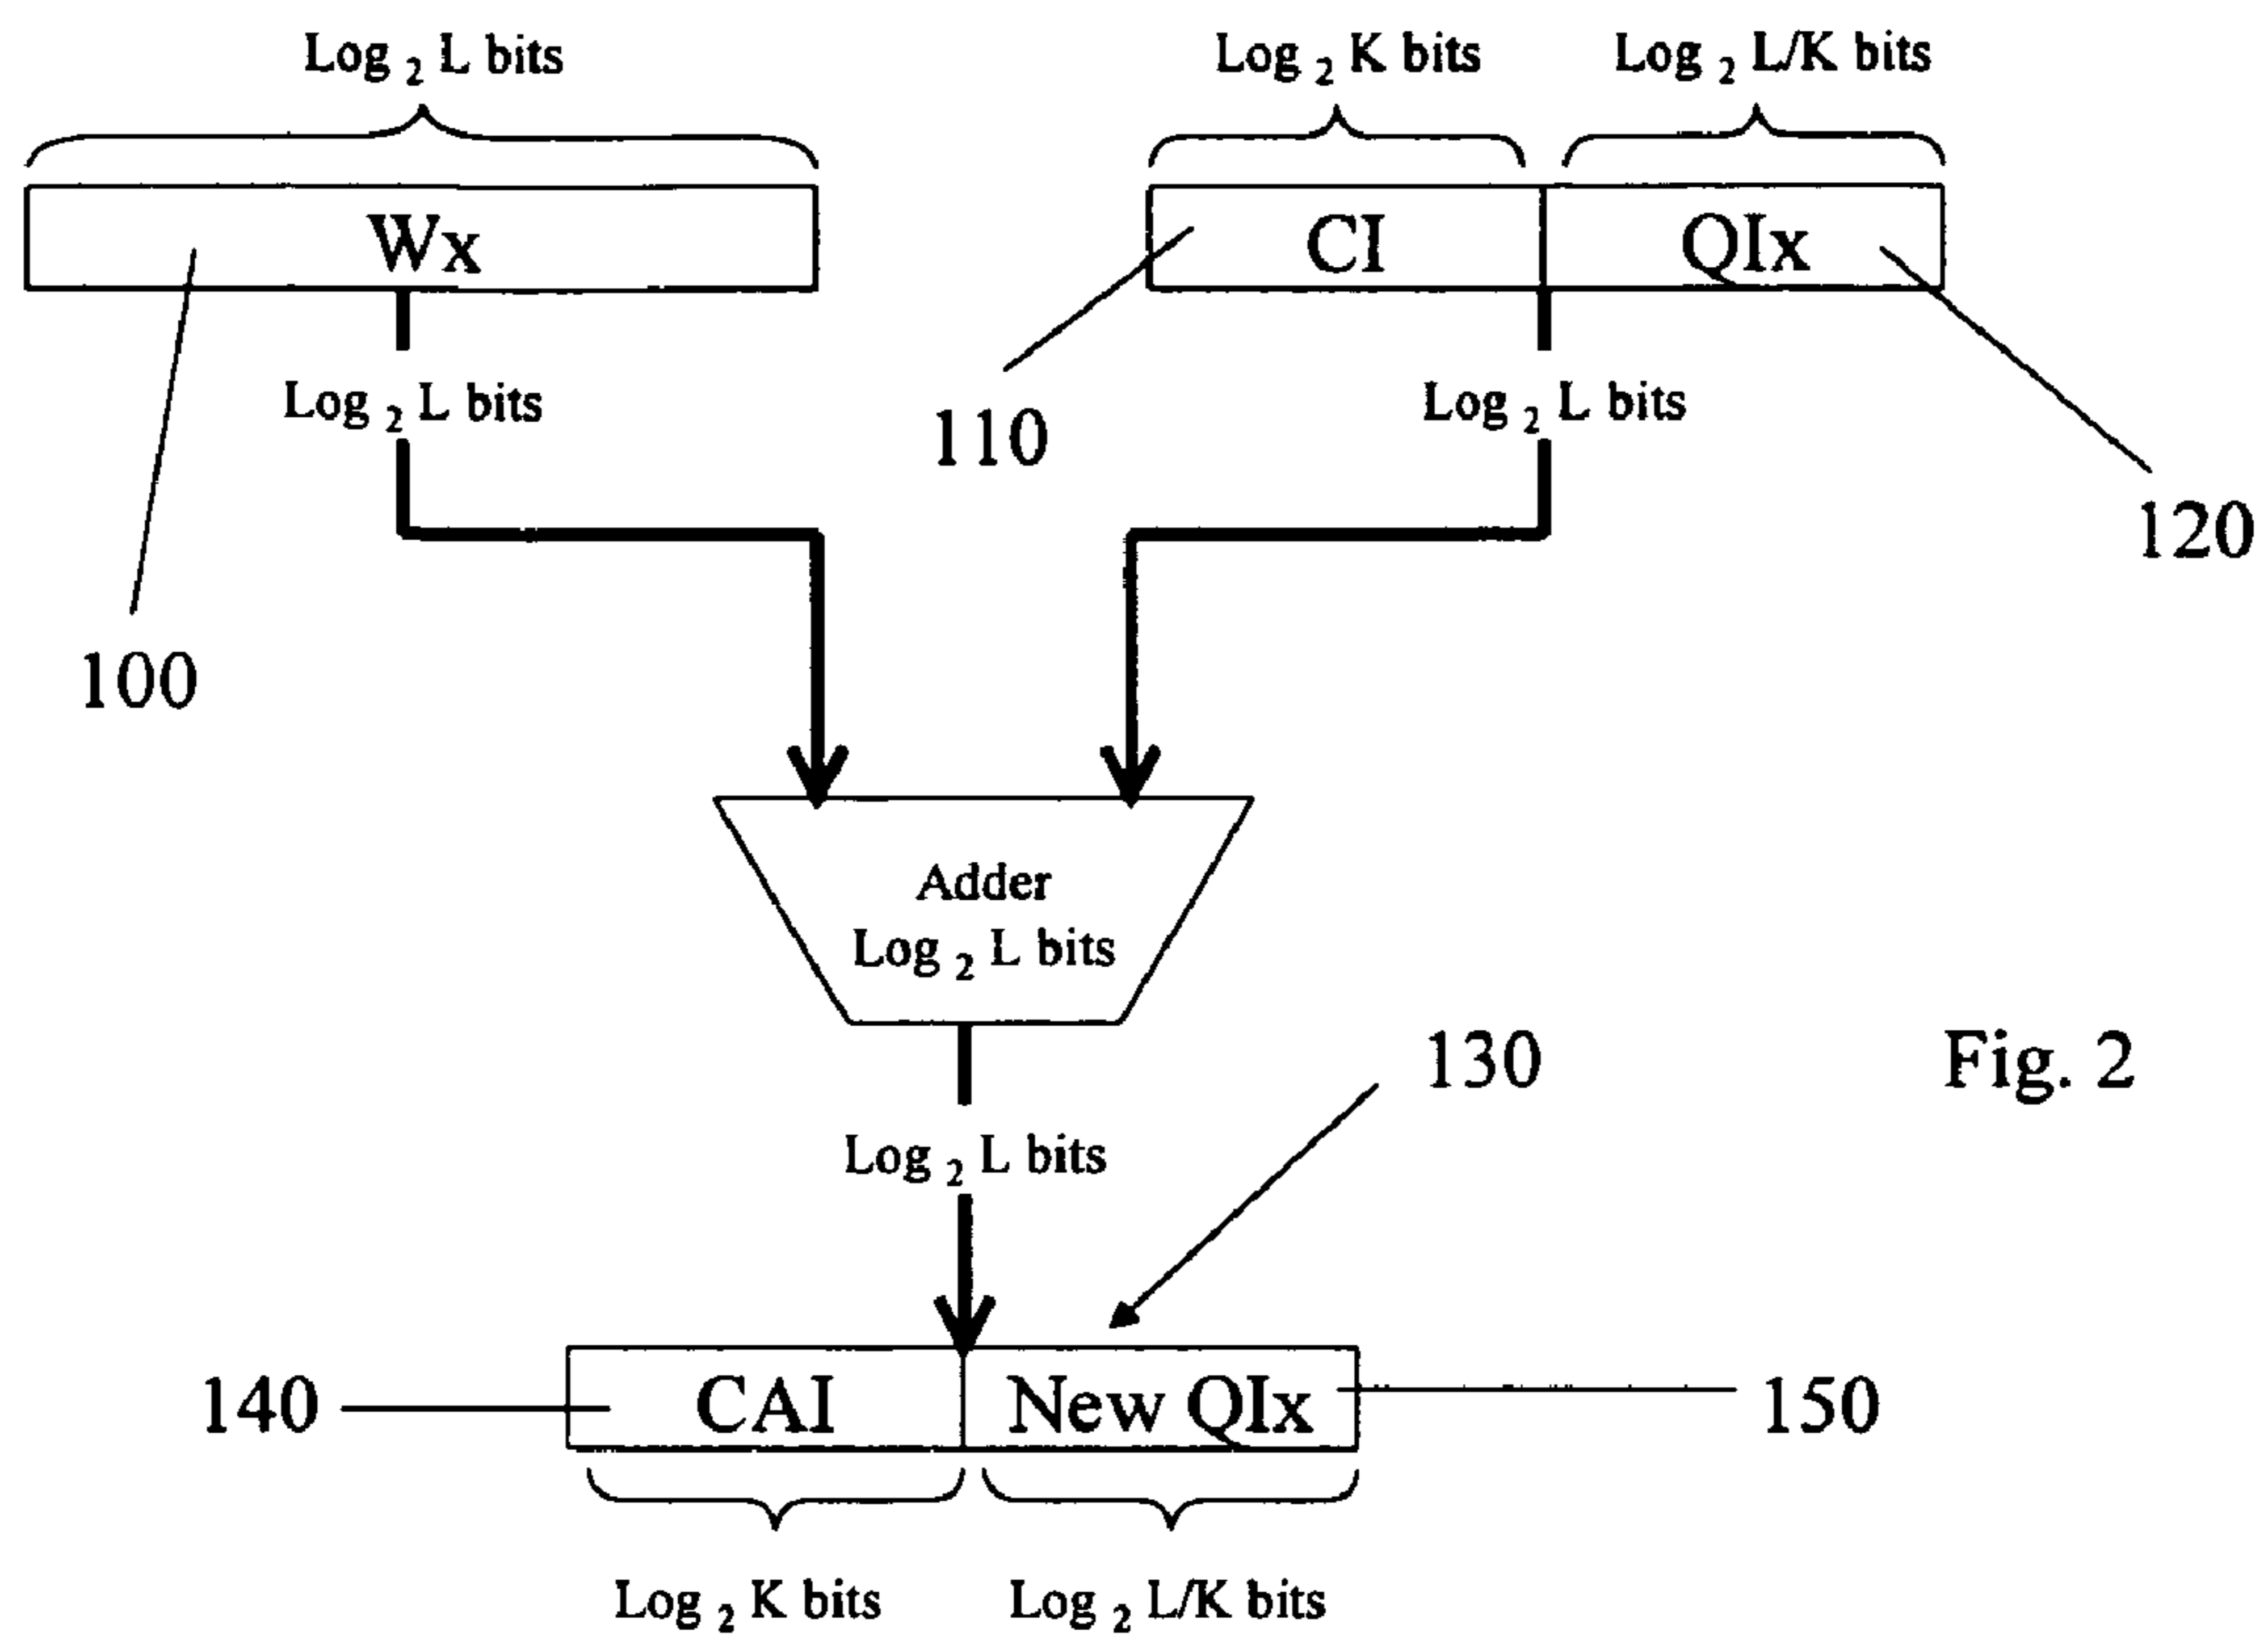 Log 2 L bits
Log 2 K bits
Log 2 L/K bits
Wx
CI
QIx
Log 2 L bits
110
Log 2 L bits
120
100
Adder
Log 2 L bits
130
Fig. 2
Log 2 L bits
140
CAI
New QIx
150
Log 2 K bits
Log 2 L/K bits